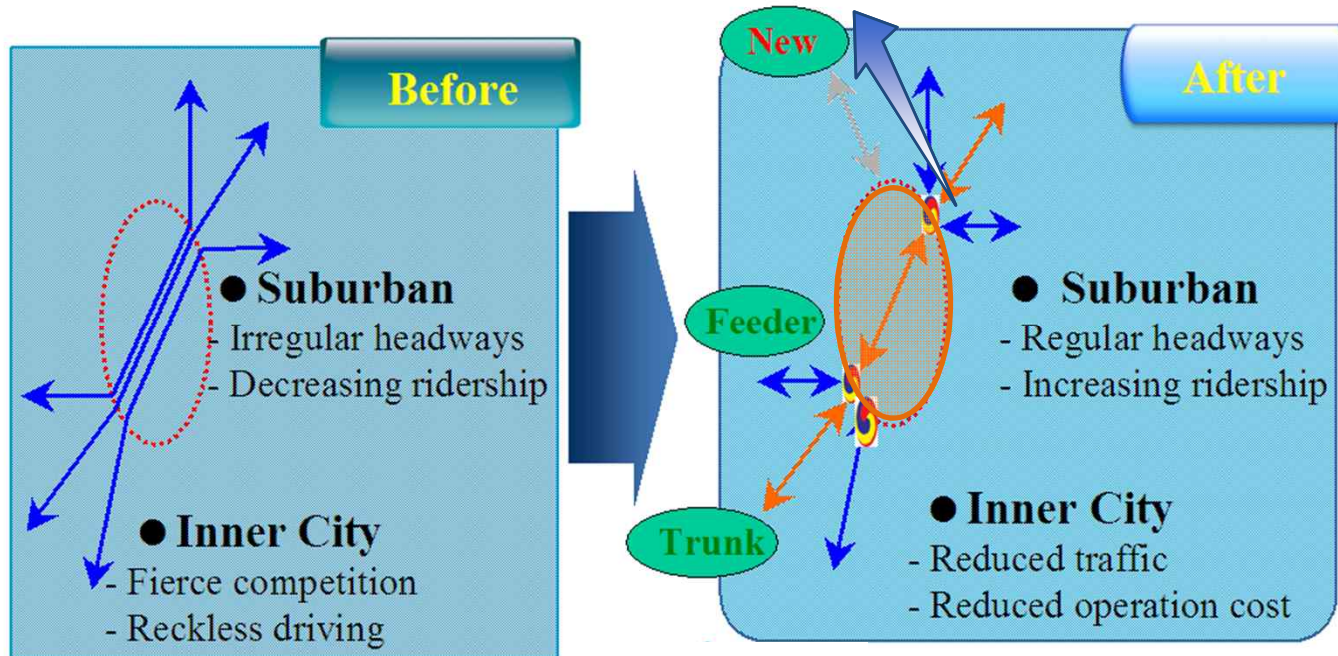 Before
● Suburban
- Irregular headways
- Decreasing ridership
● Inner City
- Fierce competition
- Reckless driving
New
After
Feeder
● Suburban
- Regular headways
- Increasing ridership
Trunk
● Inner City
- Reduced traffic
- Reduced operation cost